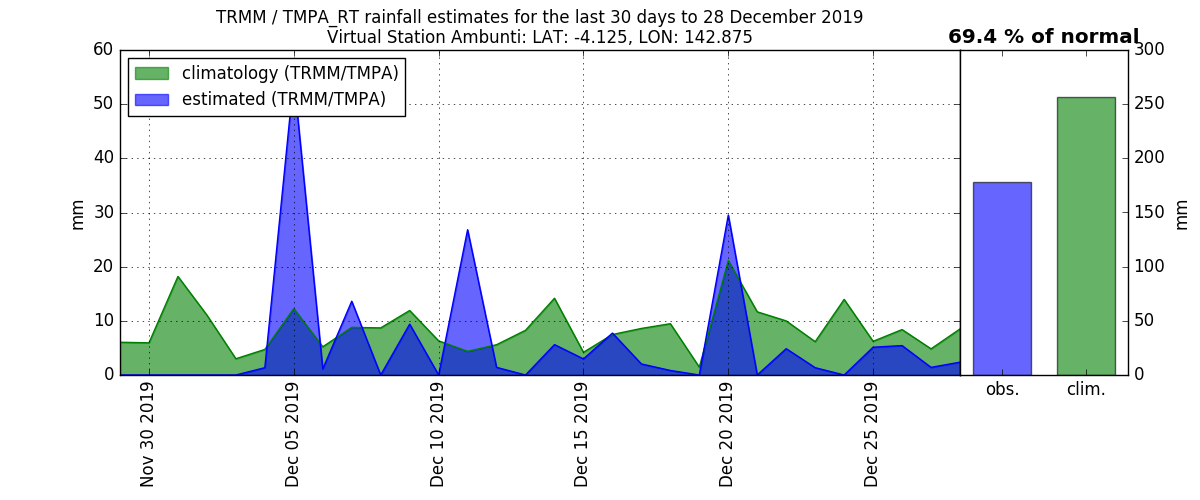 TRMM / TMPA_RT rainfall estimates for the last 30 days to 28 December 2019
Virtual Station Ambunti: LAT: -4.125, LON: 142.875
69.4 % of normal
climatology (TRMM/TMPA)
estimated (TRMM/TMPA)
60
50
40
30
20
10
0
mm
Nov 30 2019
Dec 05 2019
Dec 10 2019
Dec 15 2019
Dec 20 2019
Dec 25 2019
obs.
clim.
300
250
200
150
100
50
0
mm